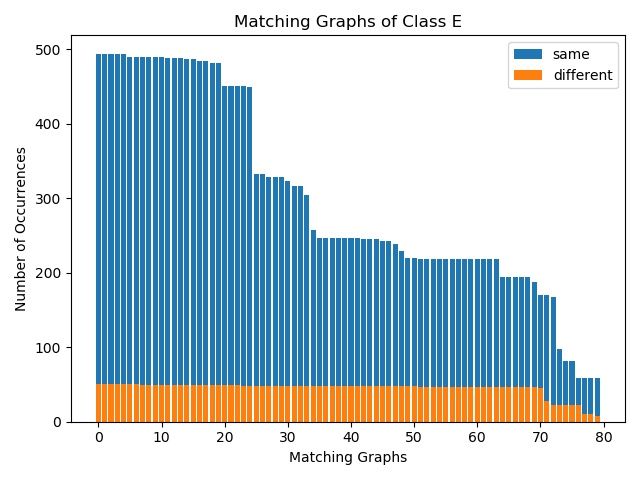 Matching Graphs of Class E
same
different
Number of Occurrences
500
400
300
200
100
0
0 10 20 30 40 50 60 70 80
Matching Graphs